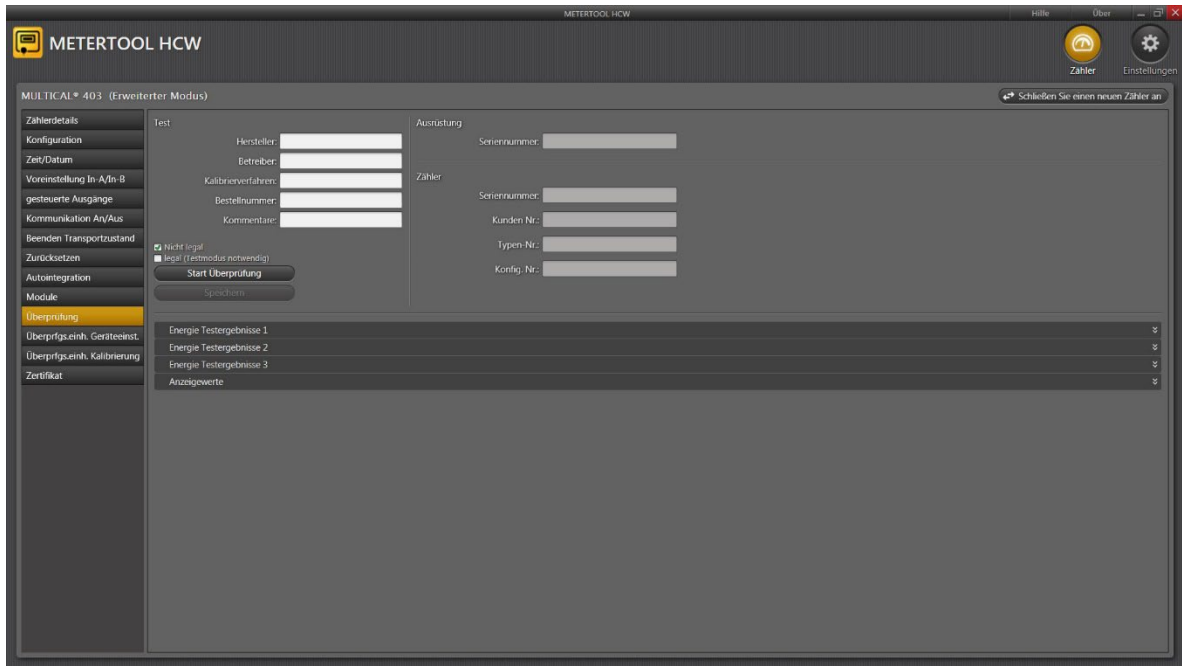 METERTOOL HCW
Hilfe
Über
METERTOOL HCW
Zähler
Einstellungen
MULTICAL® 403 (Erweiterter Modus)
Schließen Sie einen neuen Zähler an
Zählerdetails
Konfiguration
Zeit/Datum
Voreinstellung In-A/In-B
gesteuerte Ausgänge
Kommunikation An/Aus
Beenden Transportzustand
Zurücksetzen
Autointegration
Module
Überprüfung
Überprfgs.einh. Geräteeinst.
Überprfgs.einh. Kalibrierung
Zertifikat
Test
Hersteller:
Betreiber:
Kalibrierverfahren:
Bestellnummer:
Kommentare:
Nicht legal
legal (Testmodus notwendig)
Start Überprüfung
Speichern
Ausrüstung
Seriennummer:
Zähler
Seriennummer:
Kunden Nr.:
Typen-Nr.:
Konfig. Nr.:
Energie Testergebnisse 1
Energie Testergebnisse 2
Energie Testergebnisse 3
Anzeigewerte